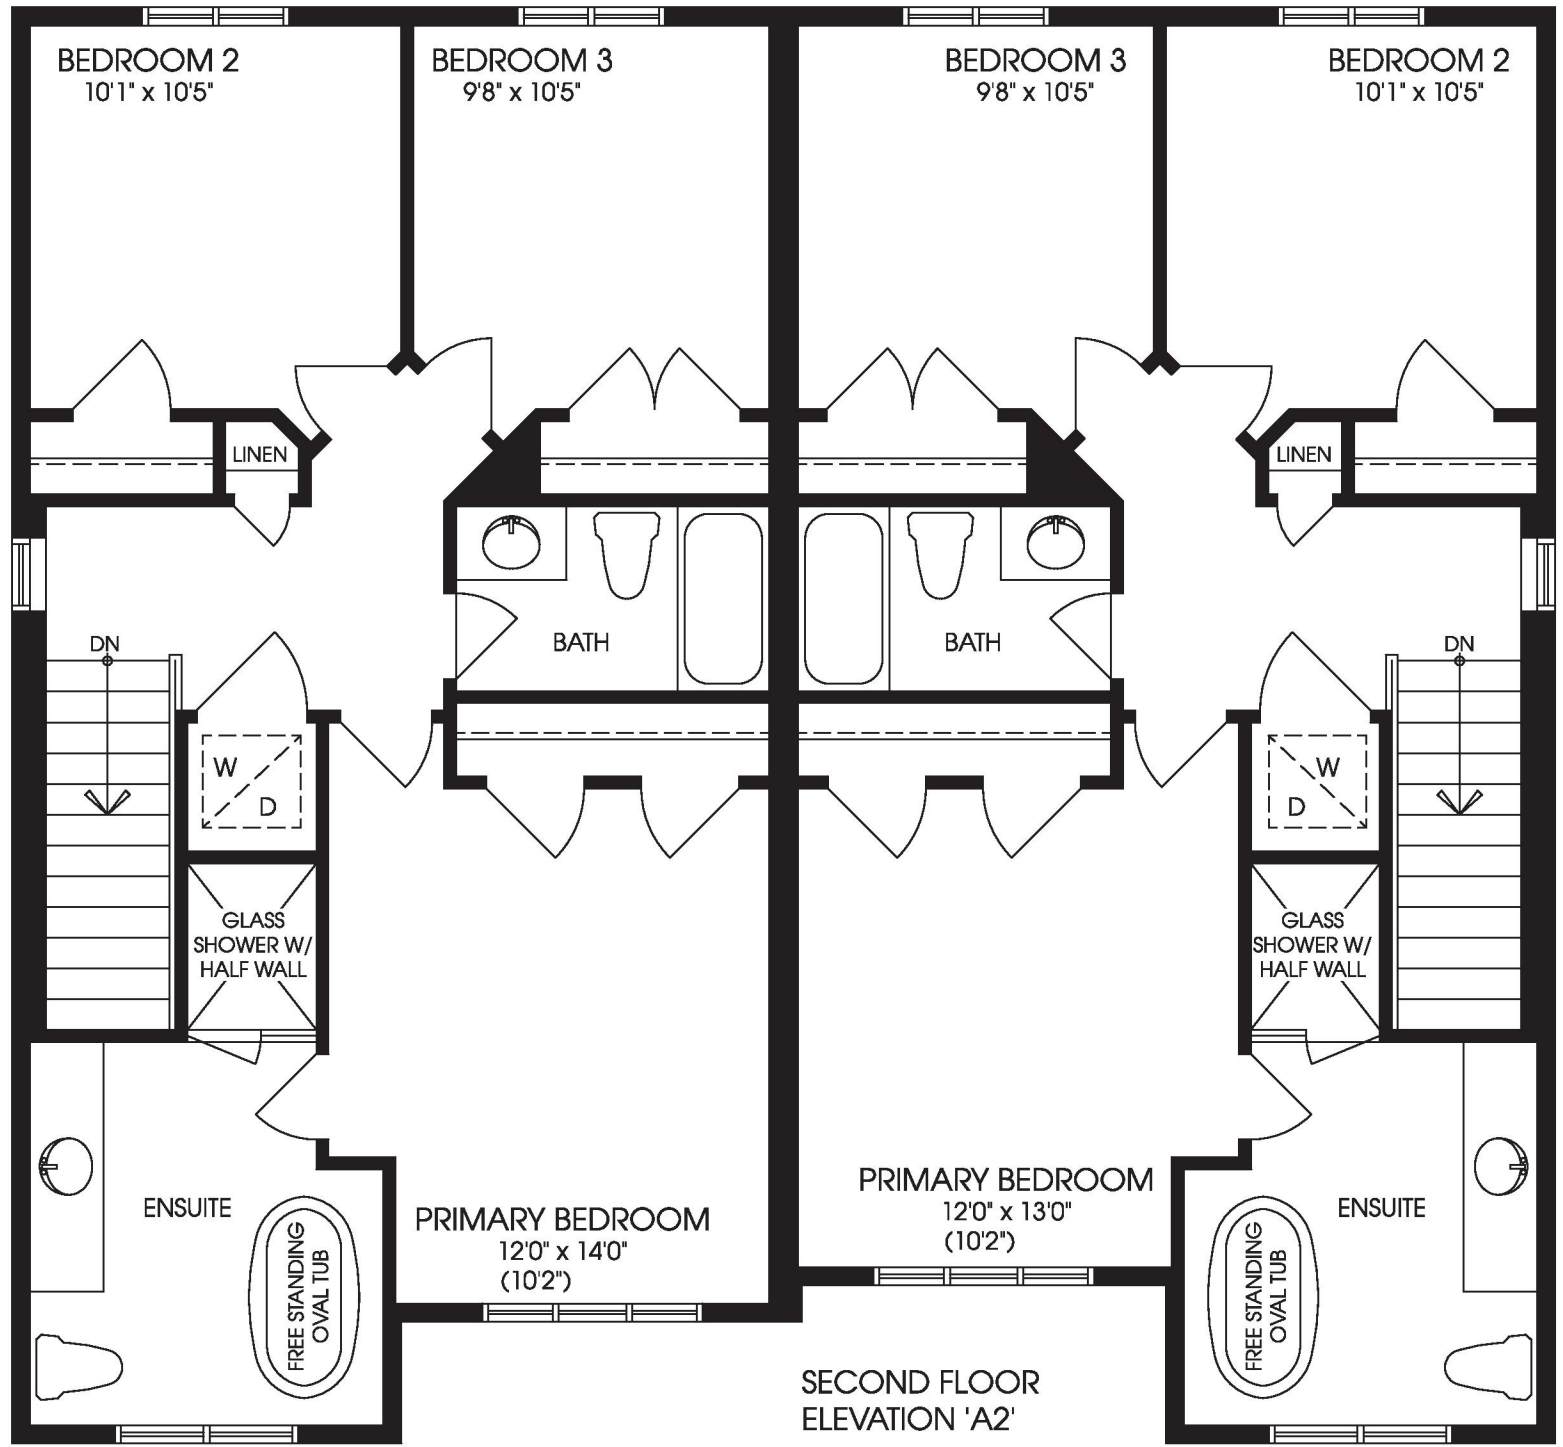 BEDROOM 2
10'1" x 10'5"
BEDROOM 3
9'8" x 10'5"
BEDROOM 3
9'8" x 10'5"
BEDROOM 2
10'1" x 10'5"
LINEN
LINEN
BATH
BATH
DN
DN
W
D
W
D
GLASS
SHOWER W/
HALF WALL
GLASS
SHOWER W/
HALF WALL
ENSUITE
FREE STANDING
OVAL TUB
PRIMARY BEDROOM
12'0" x 14'0"
(10'2")
PRIMARY BEDROOM
12'0" x 13'0"
(10'2")
FREE STANDING
OVAL TUB
ENSUITE
SECOND FLOOR
ELEVATION 'A2'